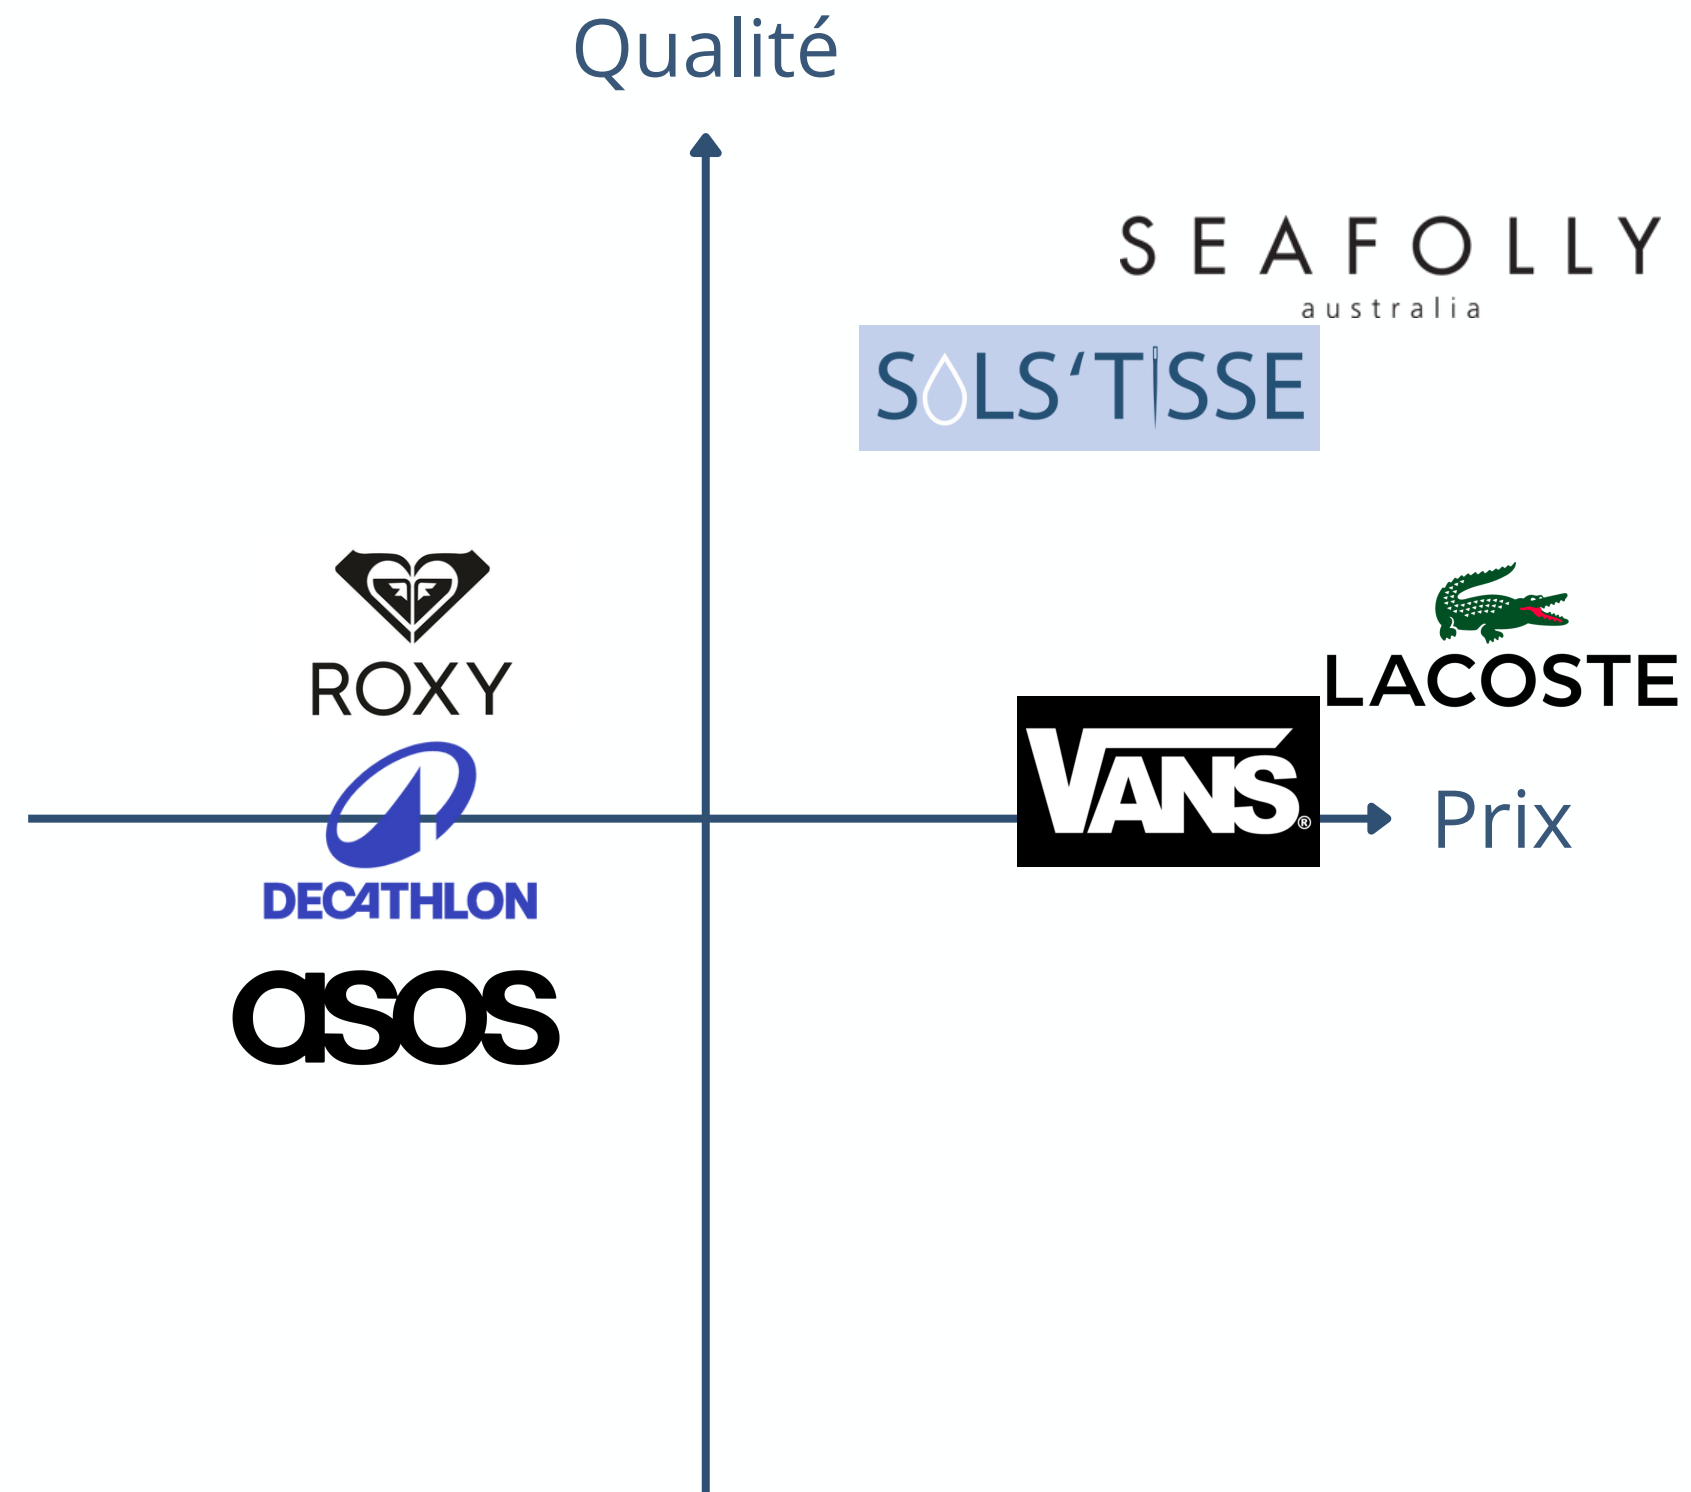 Qualité
SEAFOLLY
australia
SOLS‘TISSE
ROXY
LACOSTE
VANS®
Prix
DECATHLON
asos